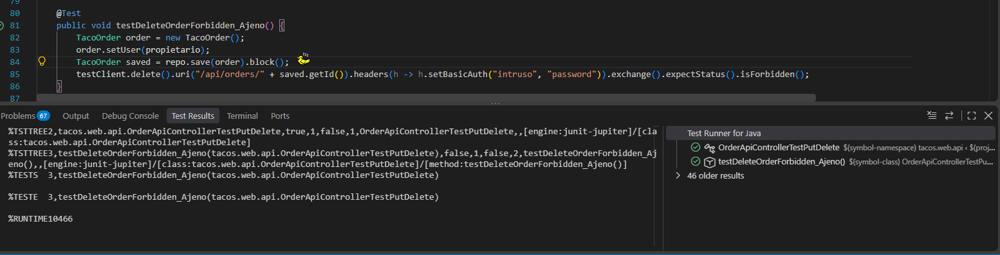 79
80 @Test
81 public void testDeleteOrderForbidden_Ajeno() {
82 TacoOrder order = new TacoOrder();
83 order.setUser(propietario);
84 TacoOrder saved = repo.save(order).block();
85 testClient.delete().uri("/api/orders/" + saved.getId()).headers(h -> h.setBasicAuth("intruso", "password")).exchange().expectStatus().isForbidden();
86 }
87
Problems 67 Output Debug Console Test Results Terminal Ports
%TSTTREE2,tacos.web.api.OrderApiControllerTestPutDelete,true,1,false,1,OrderApiControllerTestPutDelete,,[engine:junit-jupiter]/[cla
ss:tacos.web.api.OrderApiControllerTestPutDelete]
%TSTTREE3,testDeleteOrderForbidden_Ajeno(tacos.web.api.OrderApiControllerTestPutDelete),false,1,false,2,testDeleteOrderForbidden_Aj
eno(),,[engine:junit-jupiter]/[class:tacos.web.api.OrderApiControllerTestPutDelete]/[method:testDeleteOrderForbidden_Ajeno()]
%TESTS 3,testDeleteOrderForbidden_Ajeno(tacos.web.api.OrderApiControllerTestPutDelete)
%TESTE 3,testDeleteOrderForbidden_Ajeno(tacos.web.api.OrderApiControllerTestPutDelete)
%RUNTIME10466
Test Runner for Java
OrderApiControllerTestPutDelete $(symbol-namespace) tacos.web.api < $(proj...
testDeleteOrderForbidden_Ajeno() $(symbol-class) OrderApiControllerTestPu...
46 older results